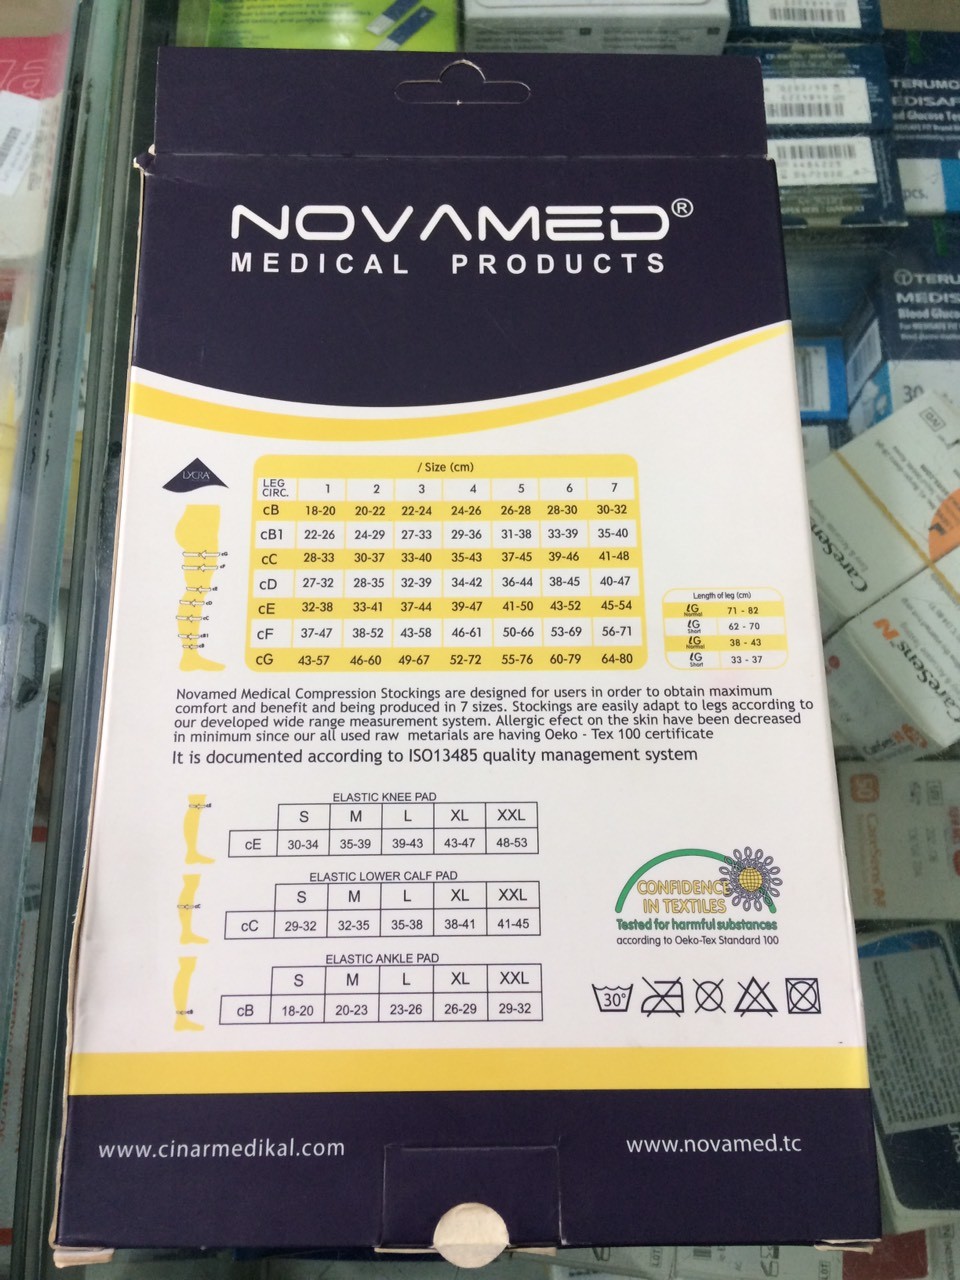 NOVAMED®
MEDICAL PRODUCTS
LYCRA
/ Size (cm)
LEG CIRC. 1 2 3 4 5 6 7
cB 18-20 20-22 22-24 24-26 26-28 28-30 30-32
cB1 22-26 24-29 27-33 29-36 31-38 33-39 35-40
cC 28-33 30-37 33-40 35-43 37-45 39-46 41-48
cD 27-32 28-35 32-39 34-42 36-44 38-45 40-47
cE 32-38 33-41 37-44 39-47 41-50 43-52 45-54
cF 37-47 38-52 43-58 46-61 50-66 53-69 56-71
cG 43-57 46-60 49-67 52-72 55-76 60-79 64-80
Length of leg (cm)
lG Normal 71 - 82
lG Short 62 - 70
lG Normal 38 - 43
lG Short 33 - 37
Novamed Medical Compression Stockings are designed for users in order to obtain maximum
comfort and benefit and being produced in 7 sizes. Stockings are easily adapt to legs according to
our developed wide range measurement system. Allergic efect on the skin have been decreased
in minimum since our all used raw metarials are having Oeko - Tex 100 certificate
It is documented according to ISO13485 quality management system
ELASTIC KNEE PAD
S M L XL XXL
cE 30-34 35-39 39-43 43-47 48-53
ELASTIC LOWER CALF PAD
S M L XL XXL
cC 29-32 32-35 35-38 38-41 41-45
ELASTIC ANKLE PAD
S M L XL XXL
cB 18-20 20-23 23-26 26-29 29-32
CONFIDENCE
IN TEXTILES
Tested for harmful substances
according to Oeko-Tex Standard 100
30°
www.cinarmedikal.com
www.novamed.tc
TERUMO
30
CareSens
CareSens N